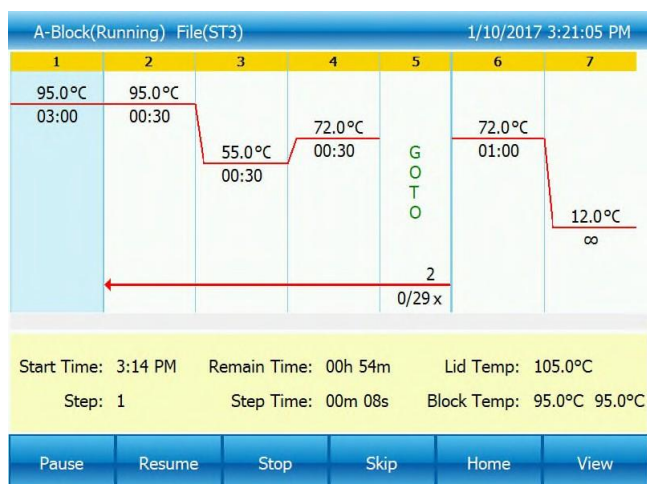 A-Block(Running) File(ST3) 1/10/2017 3:21:05 PM
1 2 3 4 5 6 7
95.0°C 95.0°C
03:00 00:30
55.0°C
00:30
72.0°C
00:30
GOTO
2
0/29 x
72.0°C
01:00
12.0°C
∞
Start Time: 3:14 PM Remain Time: 00h 54m Lid Temp: 105.0°C
Step: 1 Step Time: 00m 08s Block Temp: 95.0°C 95.0°C
Pause Resume Stop Skip Home View